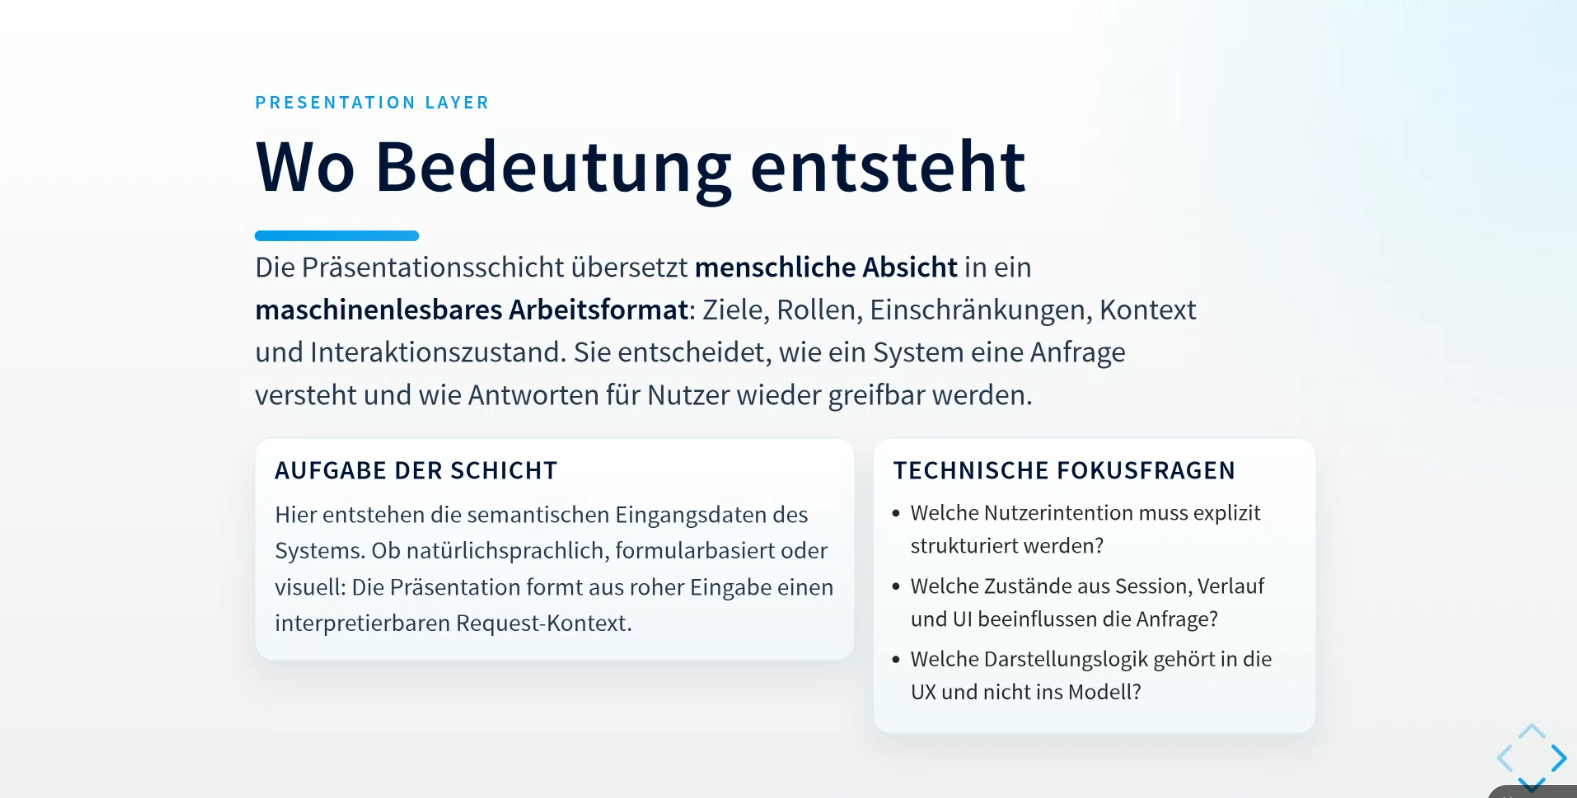 PRESENTATION LAYER
Wo Bedeutung entsteht
Die Präsentationsschicht übersetzt menschliche Absicht in ein
maschinenlesbares Arbeitsformat: Ziele, Rollen, Einschränkungen, Kontext
und Interaktionszustand. Sie entscheidet, wie ein System eine Anfrage
versteht und wie Antworten für Nutzer wieder greifbar werden.
AUFGABE DER SCHICHT
Hier entstehen die semantischen Eingangsdaten des
Systems. Ob natürlichsprachlich, formularbasiert oder
visuell: Die Präsentation formt aus roher Eingabe einen
interpretierbaren Request-Kontext.
TECHNISCHE FOKUSFRAGEN
• Welche Nutzerintention muss explizit
strukturiert werden?
• Welche Zustände aus Session, Verlauf
und UI beeinflussen die Anfrage?
• Welche Darstellungslogik gehört in die
UX und nicht ins Modell?